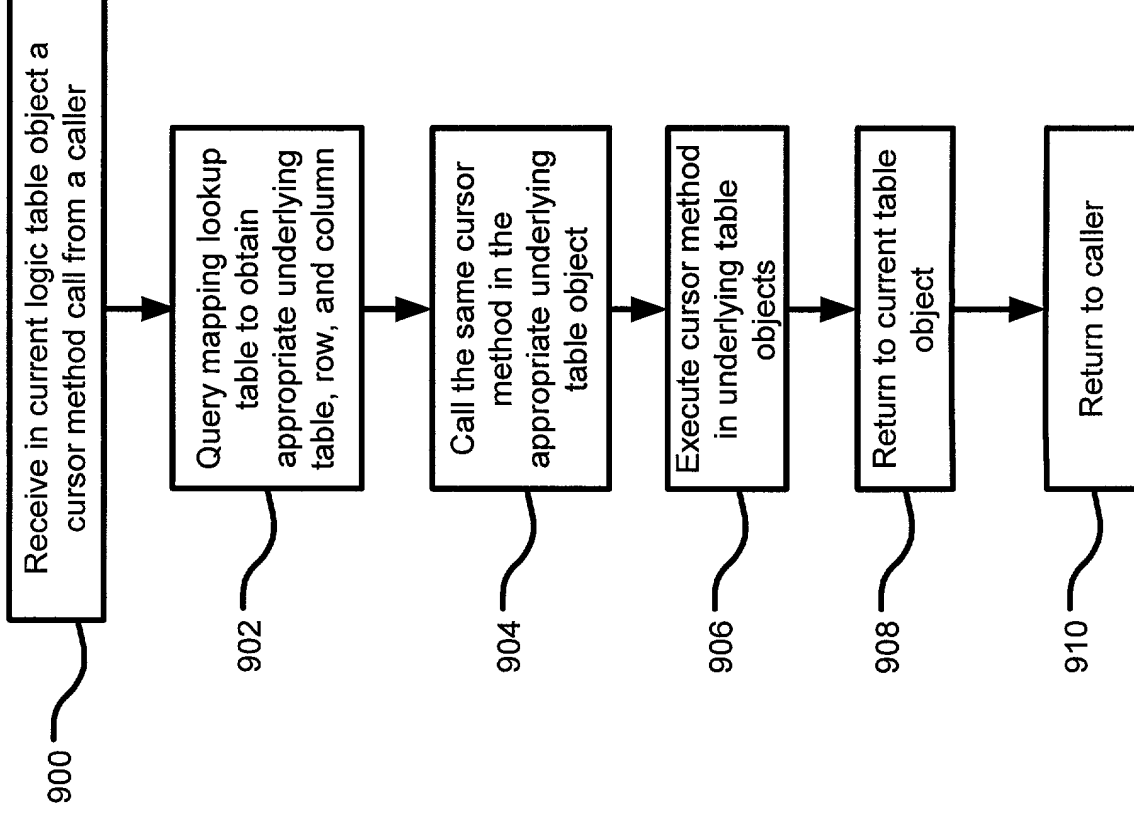 Receive in current logic table object a
cursor method call from a caller
900
Query mapping lookup
table to obtain
appropriate underlying
table, row, and column
902
Call the same cursor
method in the
appropriate underlying
table object
904
Execute cursor method
in underlying table
objects
906
Return to current table
object
908
Return to caller
910